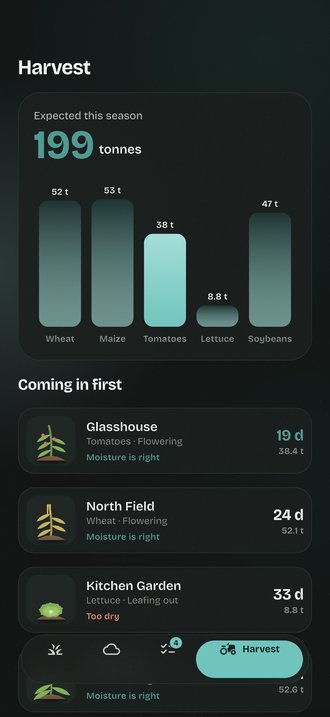 Harvest
Expected this season
199 tonnes
52 t
53 t
38 t
8.8 t
47 t
Wheat
Maize
Tomatoes
Lettuce
Soybeans
Coming in first
Glasshouse
Tomatoes · Flowering
Moisture is right
19 d
38.4 t
North Field
Wheat · Flowering
Moisture is right
24 d
52.1 t
Kitchen Garden
Lettuce · Leafing out
Too dry
33 d
8.8 t
4
Harvest
Moisture is right
52.6 t